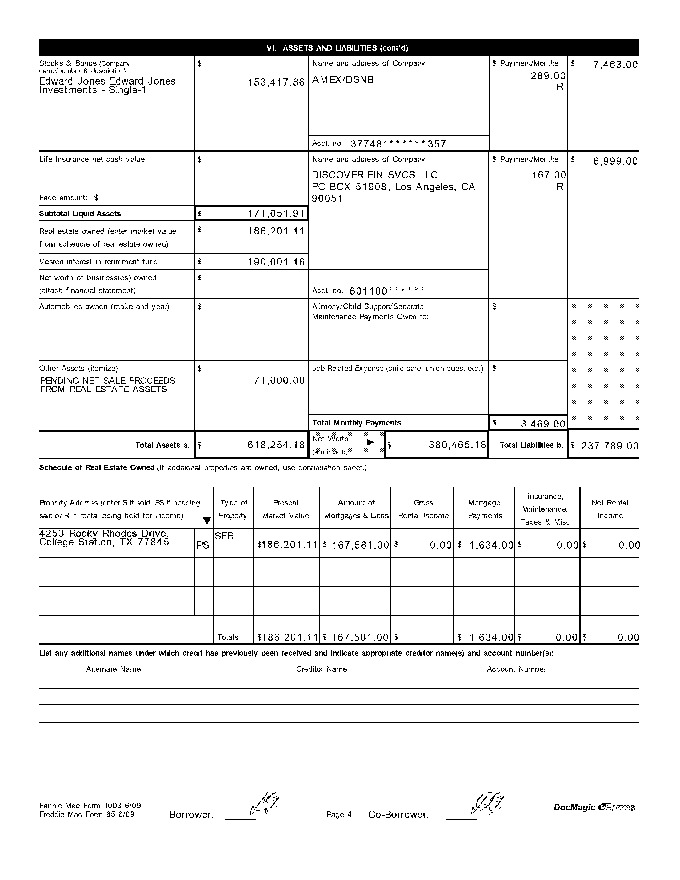 VI. ASSETS AND LIABILITIES (cont'd)
Stocks & Bonds (Company
name/number & description)
$
Edward Jones Edward Jones
Investments - Single-1
153,417.86
Name and address of Company
AMEX/DSNB
Acct. no. 37748******357
$ Payment/Months
289.00
R
$ 7,463.00
Life Insurance net cash value
$
Face amount: $
Name and address of Company
DISCOVER FIN SVCS LLC
PO BOX 51908, Los Angeles, CA
90051
Acct. no. 601100******
$ Payment/Months
167.00
R
$ 6,999.00
Subtotal Liquid Assets $ 171,051.91
Real estate owned (enter market value
from schedule of real estate owned)
$ 186,201.11
Vested interest in retirement fund $ 190,001.16
Net worth of business(es) owned
(attach financial statement)
$
Automobiles owned (make and year) $
Alimony/Child Support/Separate
Maintenance Payments Owed to:
$
Other Assets (itemize) $
PENDING NET SALE PROCEEDS
FROM REAL ESTATE ASSETS
71,000.00
Job-Related Expense (child care, union dues, etc.) $
Total Monthly Payments $ 3,469.00
Total Assets a. $ 618,254.18
Net Worth
(a minus b)
$ 380,465.18
Total Liabilities b. $ 237,789.00
Schedule of Real Estate Owned (If additional properties are owned, use continuation sheet.)
Property Address (enter S if sold, PS if pending
sale or R if rental being held for income)
Type of
Property
Present
Market Value
Amount of
Mortgages & Liens
Gross
Rental Income
Mortgage
Payments
Insurance,
Maintenance,
Taxes & Misc.
Net Rental
Income
4253 Rocky Rhodes Drive,
College Station, TX 77845
PS
SFR
$186,201.11 $ 167,581.00 $ 0.00 $ 1,634.00 $ 0.00 $ 0.00
Totals $186,201.11 $ 167,581.00 $ $ 1,634.00 $ 0.00 $ 0.00
List any additional names under which credit has previously been received and indicate appropriate creditor name(s) and account number(s):
Alternate Name Creditor Name Account Number
Fannie Mae Form 1003 6/09
Freddie Mac Form 65 6/09
Borrower:
Page 4
Co-Borrower:
DocMagic